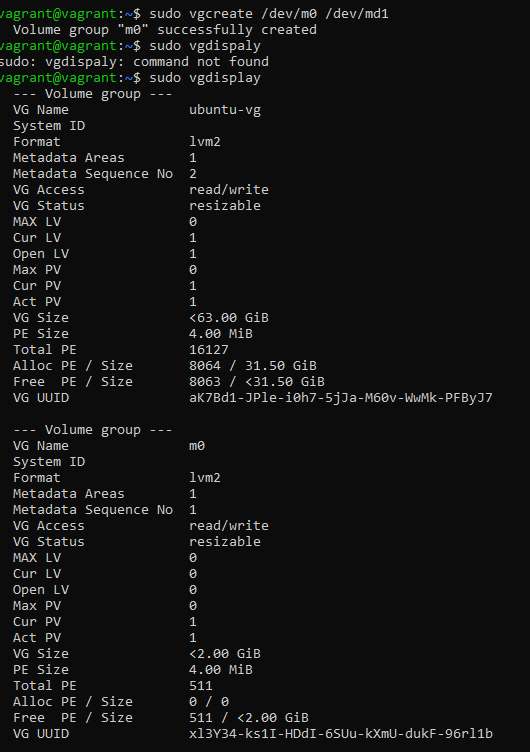 vagrant@vagrant:~$ sudo vgcreate /dev/m0 /dev/md1
  Volume group "m0" successfully created
vagrant@vagrant:~$ sudo vgdispaly
sudo: vgdispaly: command not found
vagrant@vagrant:~$ sudo vgdisplay
  --- Volume group ---
  VG Name               ubuntu-vg
  System ID
  Format                lvm2
  Metadata Areas        1
  Metadata Sequence No  2
  VG Access             read/write
  VG Status             resizable
  MAX LV                0
  Cur LV                1
  Open LV               1
  Max PV                0
  Cur PV                1
  Act PV                1
  VG Size               <63.00 GiB
  PE Size               4.00 MiB
  Total PE              16127
  Alloc PE / Size       8064 / 31.50 GiB
  Free  PE / Size       8063 / <31.50 GiB
  VG UUID               aK7Bd1-JPle-i0h7-5jJa-M60v-WwMk-PFByJ7

  --- Volume group ---
  VG Name               m0
  System ID
  Format                lvm2
  Metadata Areas        1
  Metadata Sequence No  1
  VG Access             read/write
  VG Status             resizable
  MAX LV                0
  Cur LV                0
  Open LV               0
  Max PV                0
  Cur PV                1
  Act PV                1
  VG Size               <2.00 GiB
  PE Size               4.00 MiB
  Total PE              511
  Alloc PE / Size       0 / 0
  Free  PE / Size       511 / <2.00 GiB
  VG UUID               xl3Y34-ks1I-HDdI-6SUu-kXmU-dukF-96rl1b